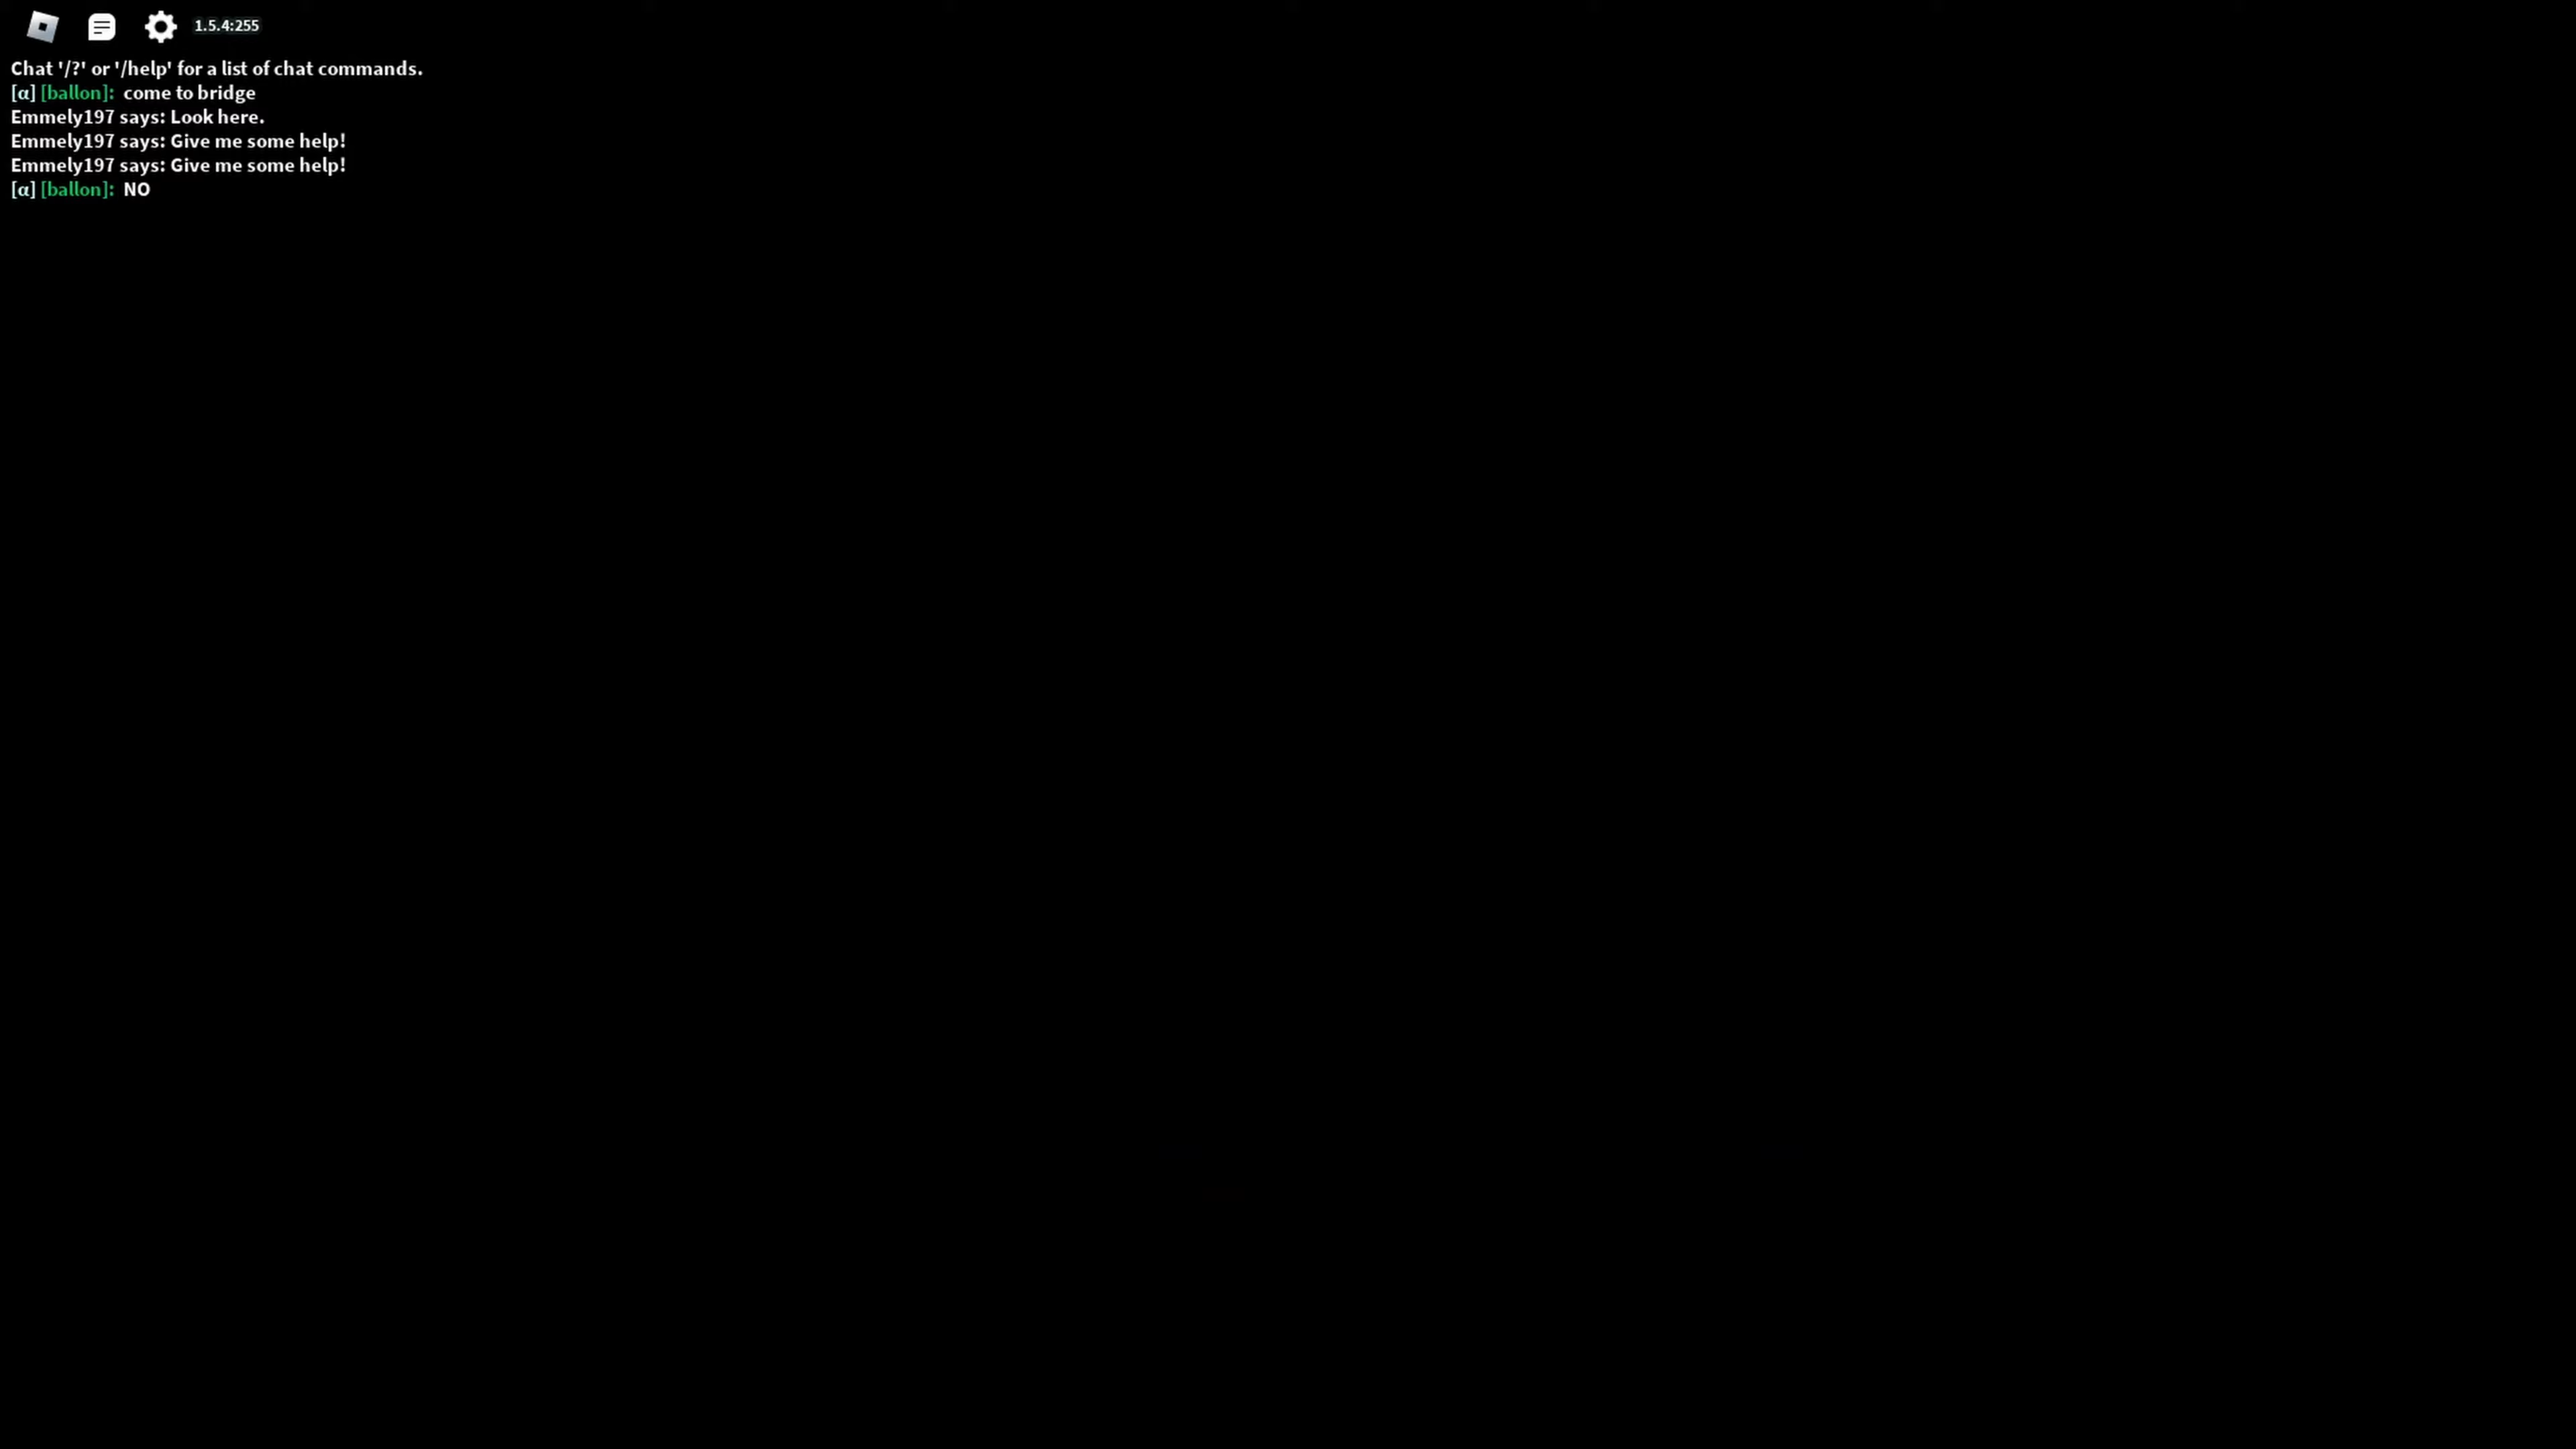 1.5.4:255
Chat '/?' or '/help' for a list of chat commands.
[α] [ballon]: come to bridge
Emmely197 says: Look here.
Emmely197 says: Give me some help!
Emmely197 says: Give me some help!
[α] [ballon]: NO